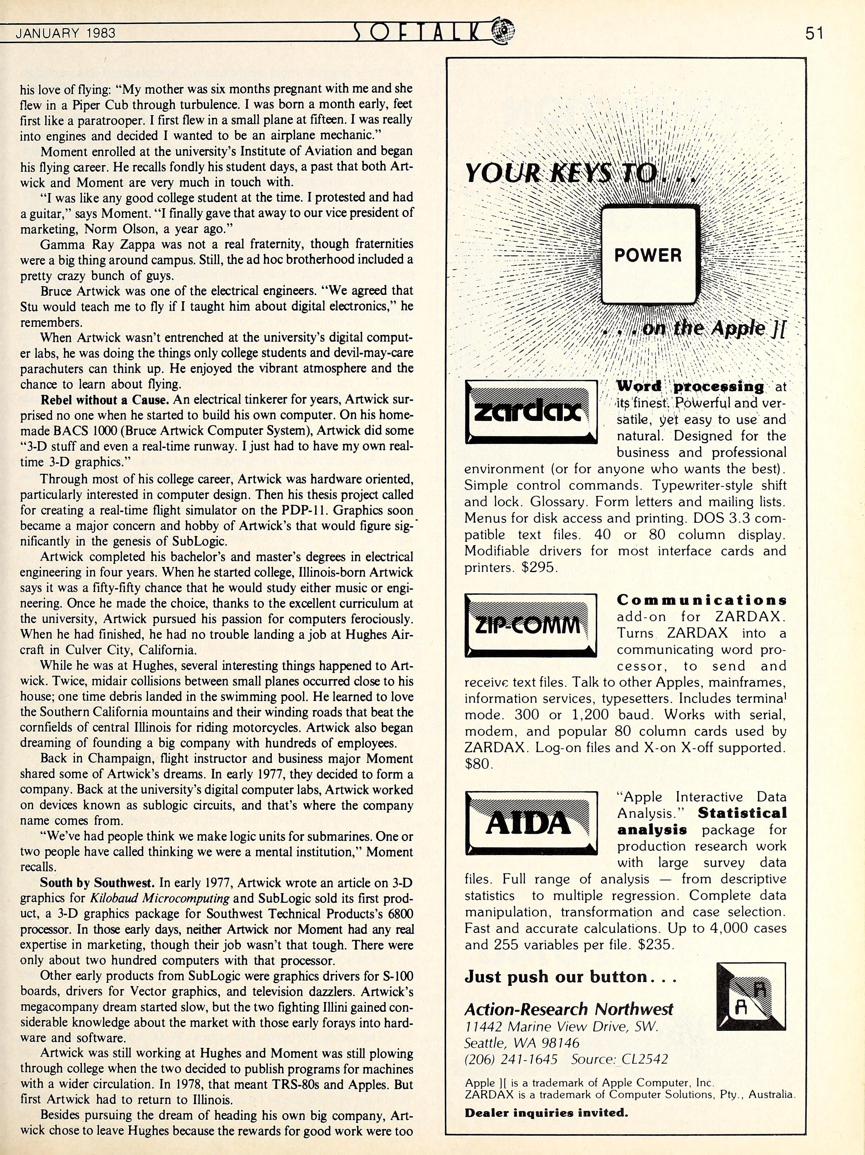 JANUARY 1983
SOFTALK
51
his love of flying: “My mother was six months pregnant with me and she
flew in a Piper Cub through turbulence. I was born a month early, feet
first like a paratrooper. I first flew in a small plane at fifteen. I was really
into engines and decided I wanted to be an airplane mechanic.”
Moment enrolled at the university's Institute of Aviation and began
his flying career. He recalls fondly his student days, a past that both Art-
wick and Moment are very much in touch with.
“I was like any good college student at the time. I protested and had
a guitar,” says Moment. “I finally gave that away to our vice president of
marketing, Norm Olson, a year ago.”
Gamma Ray Zappa was not a real fraternity, though fraternities
were a big thing around campus. Still, the ad hoc brotherhood included a
pretty crazy bunch of guys.
Bruce Artwick was one of the electrical engineers. “We agreed that
Stu would teach me to fly if I taught him about digital electronics,” he
remembers.
When Artwick wasn't entrenched at the university's digital comput-
er labs, he was doing the things only college students and devil-may-care
parachuters can think up. He enjoyed the vibrant atmosphere and the
chance to learn about flying.
Rebel without a Cause. An electrical tinkerer for years, Artwick sur-
prised no one when he started to build his own computer. On his home-
made BACS 1000 (Bruce Artwick Computer System), Artwick did some
“3-D stuff and even a real-time runway. I just had to have my own real-
time 3-D graphics.”
Through most of his college career, Artwick was hardware oriented,
particularly interested in computer design. Then his thesis project called
for creating a real-time flight simulator on the PDP-11. Graphics soon
became a major concern and hobby of Artwick's that would figure sig-
nificantly in the genesis of SubLogic.
Artwick completed his bachelor's and master's degrees in electrical
engineering in four years. When he started college, Illinois-born Artwick
says it was a fifty-fifty chance that he would study either music or engi-
neering. Once he made the choice, thanks to the excellent curriculum at
the university, Artwick pursued his passion for computers ferociously.
When he had finished, he had no trouble landing a job at Hughes Air-
craft in Culver City, California.
While he was at Hughes, several interesting things happened to Art-
wick. Twice, midair collisions between small planes occurred close to his
house; one time debris landed in the swimming pool. He learned to love
the Southern California mountains and their winding roads that beat the
cornfields of central Illinois for riding motorcycles. Artwick also began
dreaming of founding a big company with hundreds of employees.
Back in Champaign, flight instructor and business major Moment
shared some of Artwick's dreams. In early 1977, they decided to form a
company. Back at the university's digital computer labs, Artwick worked
on devices known as sublogic circuits, and that's where the company
name comes from.
“We've had people think we make logic units for submarines. One or
two people have called thinking we were a mental institution,” Moment
recalls.
South by Southwest. In early 1977, Artwick wrote an article on 3-D
graphics for Kilobaud Microcomputing and SubLogic sold its first prod-
uct, a 3-D graphics package for Southwest Technical Products's 6800
processor. In those early days, neither Artwick nor Moment had any real
expertise in marketing, though their job wasn't that tough. There were
only about two hundred computers with that processor.
Other early products from SubLogic were graphics drivers for S-100
boards, drivers for Vector graphics, and television dazzlers. Artwick's
megacompany dream started slow, but the two fighting Illini gained con-
siderable knowledge about the market with those early forays into hard-
ware and software.
Artwick was still working at Hughes and Moment was still plowing
through college when the two decided to publish programs for machines
with a wider circulation. In 1978, that meant TRS-80s and Apples. But
first Artwick had to return to Illinois.
Besides pursuing the dream of heading his own big company, Art-
wick chose to leave Hughes because the rewards for good work were too
YOUR KEYS TO...
POWER
...on the Apple ][
zardax
Word processing at
its finest. Powerful and ver-
satile, yet easy to use and
natural. Designed for the
business and professional
environment (or for anyone who wants the best).
Simple control commands. Typewriter-style shift
and lock. Glossary. Form letters and mailing lists.
Menus for disk access and printing. DOS 3.3 com-
patible text files. 40 or 80 column display.
Modifiable drivers for most interface cards and
printers. $295.
ZIP-COMM
Communications
add-on for ZARDAX.
Turns ZARDAX into a
communicating word pro-
cessor, to send and
receive text files. Talk to other Apples, mainframes,
information services, typesetters. Includes terminal
mode. 300 or 1,200 baud. Works with serial,
modem, and popular 80 column cards used by
ZARDAX. Log-on files and X-on X-off supported.
$80.
AIDA
“Apple Interactive Data
Analysis.” Statistical
analysis package for
production research work
with large survey data
files. Full range of analysis — from descriptive
statistics to multiple regression. Complete data
manipulation, transformation and case selection.
Fast and accurate calculations. Up to 4,000 cases
and 255 variables per file. $235.
Just push our button...
A
A
Action-Research Northwest
11442 Marine View Drive, SW.
Seattle, WA 98146
(206) 241-1645 Source: CL2542
Apple ][ is a trademark of Apple Computer, Inc.
ZARDAX is a trademark of Computer Solutions, Pty., Australia.
Dealer inquiries invited.